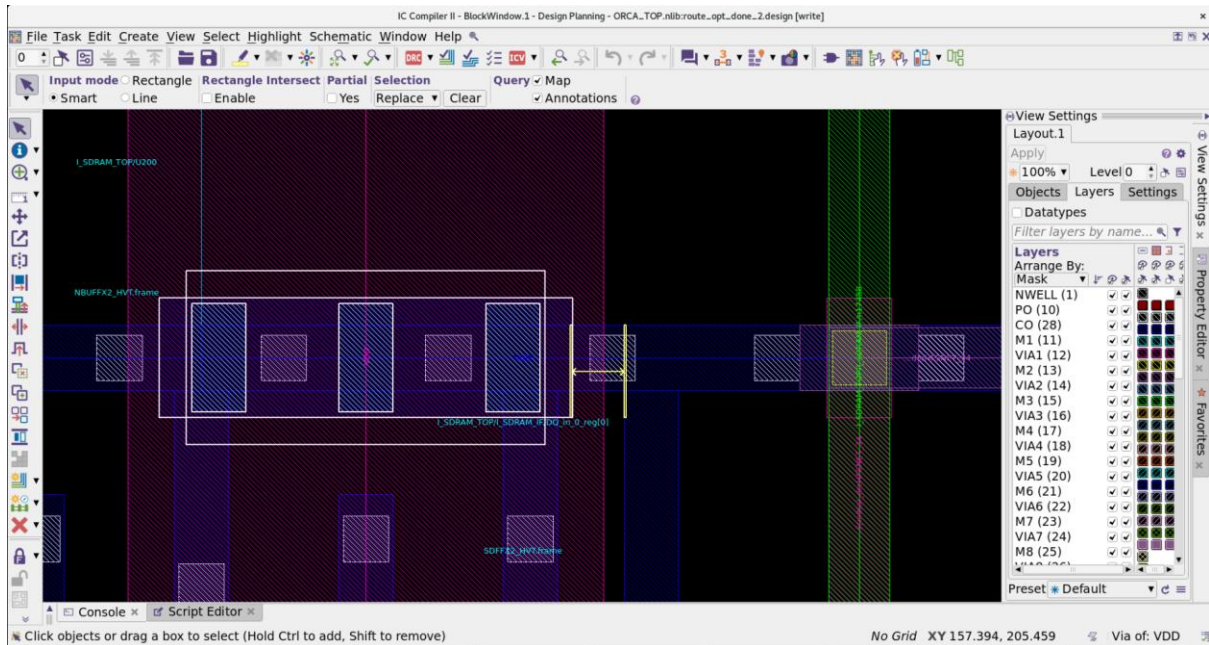 IC Compiler II - BlockWindow.1 - Design Planning - ORCA_TOP.nlib:route_opt_done_2.design [write]
File Task Edit Create View Select Highlight Schematic Window Help
0 DRC ICV
Input mode Rectangle Rectangle Intersect Partial Selection Query Map
Smart Line Enable Yes Replace Clear Annotations
I_SDRAM_TOP/U200
NBUFFX2_HVT.frame
I_SDRAM_TOP/I_SDRAM_IF/DQ_in_0_reg[0]
SDFFX2_HVT.frame
View Settings
Layout.1
Apply
100% Level 0
Objects Layers Settings
Datatypes
Filter layers by name...
Layers
Arrange By:
Mask
NWELL (1)
PO (10)
CO (28)
M1 (11)
VIA1 (12)
M2 (13)
VIA2 (14)
M3 (15)
VIA3 (16)
M4 (17)
VIA4 (18)
M5 (19)
VIA5 (20)
M6 (21)
VIA6 (22)
M7 (23)
VIA7 (24)
M8 (25)
Preset Default
View Settings
Property Editor
Favorites
Console Script Editor
Click objects or drag a box to select (Hold Ctrl to add, Shift to remove)
No Grid XY 157.394, 205.459 Via of: VDD